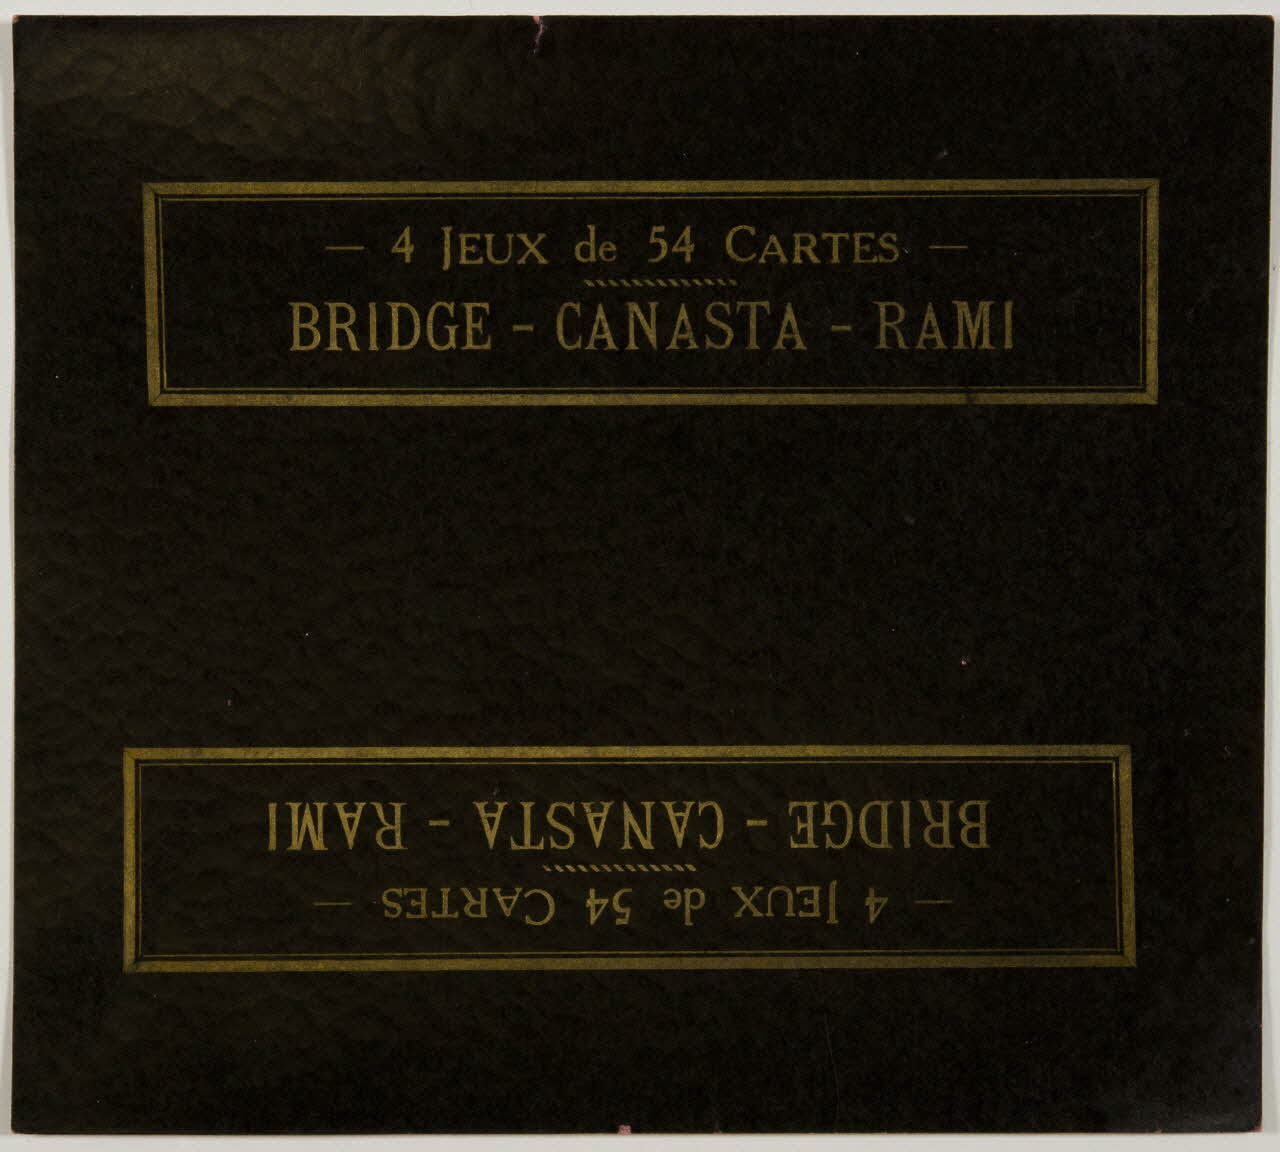 — 4 JEUX de 54 CARTES —
BRIDGE - CANASTA - RAMI
— 4 JEUX de 54 CARTES —
BRIDGE - CANASTA - RAMI